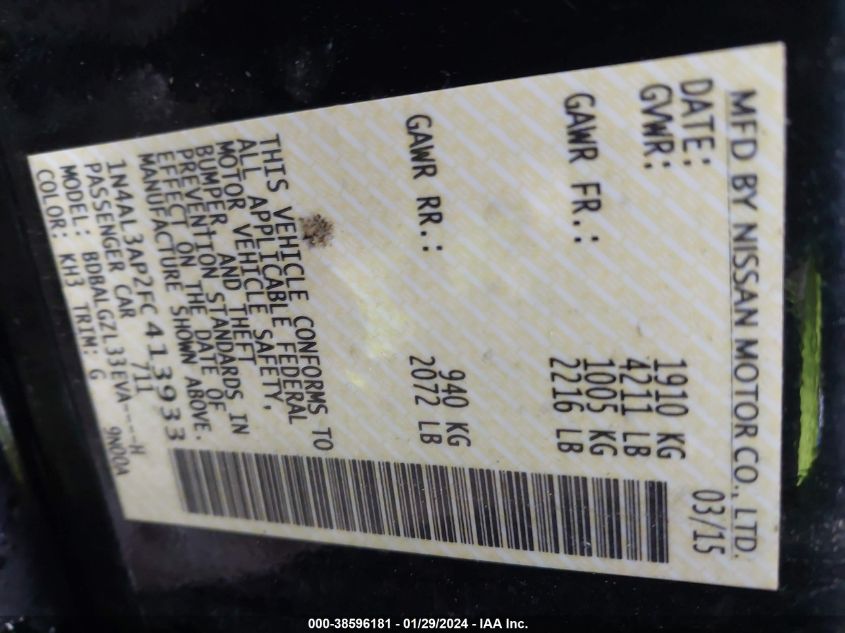 MFD BY NISSAN MOTOR CO., LTD.
DATE: 03/15
GVWR: 1910 KG
4211 LB
GAWR FR.: 1005 KG
2216 LB
GAWR RR.: 940 KG
2072 LB
THIS VEHICLE CONFORMS TO
ALL APPLICABLE FEDERAL
MOTOR VEHICLE SAFETY,
BUMPER AND THEFT
PREVENTION STANDARDS IN
EFFECT ON THE DATE OF
MANUFACTURE SHOWN ABOVE.
1N4AL3AP2FC413933
PASSENGER CAR 711
MODEL: BDBALGZL33EVA----H
COLOR: KH3 TRIM: G 9N00A
000-38596181 - 01/29/2024 - IAA Inc.